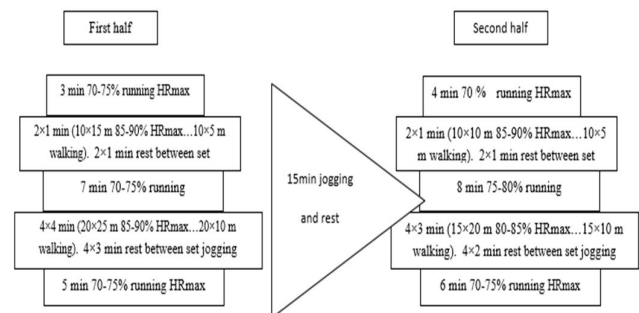 First half
3 min 70-75% running HRmax
2×1 min (10×15 m 85-90% HRmax…10×5 m
walking). 2×1 min rest between set
7 min 70-75% running
4×4 min (20×25 m 85-90% HRmax…20×10 m
walking). 4×3 min rest between set jogging
5 min 70-75% running HRmax
15min jogging
and rest
Second half
4 min 70 % running HRmax
2×1 min (10×10 m 85-90% HRmax…10×5
m walking). 2×1 min rest between set
8 min 75-80% running
4×3 min (15×20 m 80-85% HRmax…15×10 m
walking). 4×2 min rest between set jogging
6 min 70-75% running HRmax